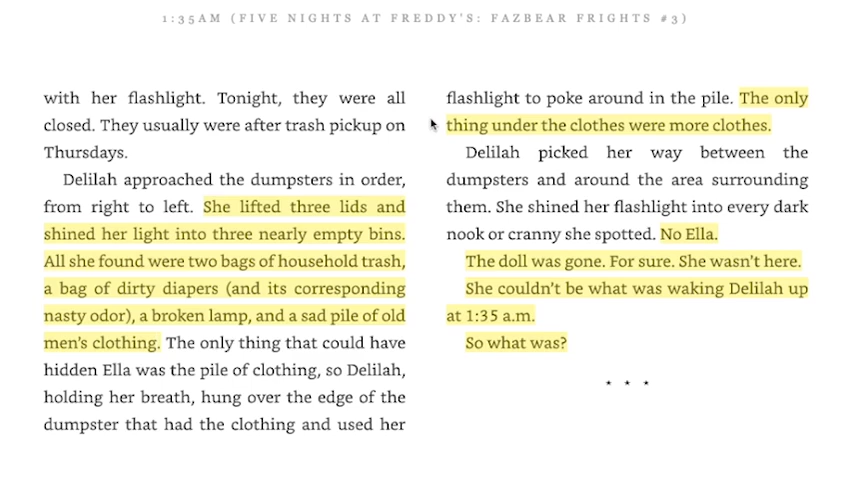 1:35AM (FIVE NIGHTS AT FREDDY'S: FAZBEAR FRIGHTS #3)
with her flashlight. Tonight, they were all
closed. They usually were after trash pickup on
Thursdays.
Delilah approached the dumpsters in order,
from right to left. She lifted three lids and
shined her light into three nearly empty bins.
All she found were two bags of household trash,
a bag of dirty diapers (and its corresponding
nasty odor), a broken lamp, and a sad pile of old
men's clothing. The only thing that could have
hidden Ella was the pile of clothing, so Delilah,
holding her breath, hung over the edge of the
dumpster that had the clothing and used her
flashlight to poke around in the pile. The only
thing under the clothes were more clothes.
Delilah picked her way between the
dumpsters and around the area surrounding
them. She shined her flashlight into every dark
nook or cranny she spotted. No Ella.
The doll was gone. For sure. She wasn't here.
She couldn't be what was waking Delilah up
at 1:35 a.m.
So what was?
* * *